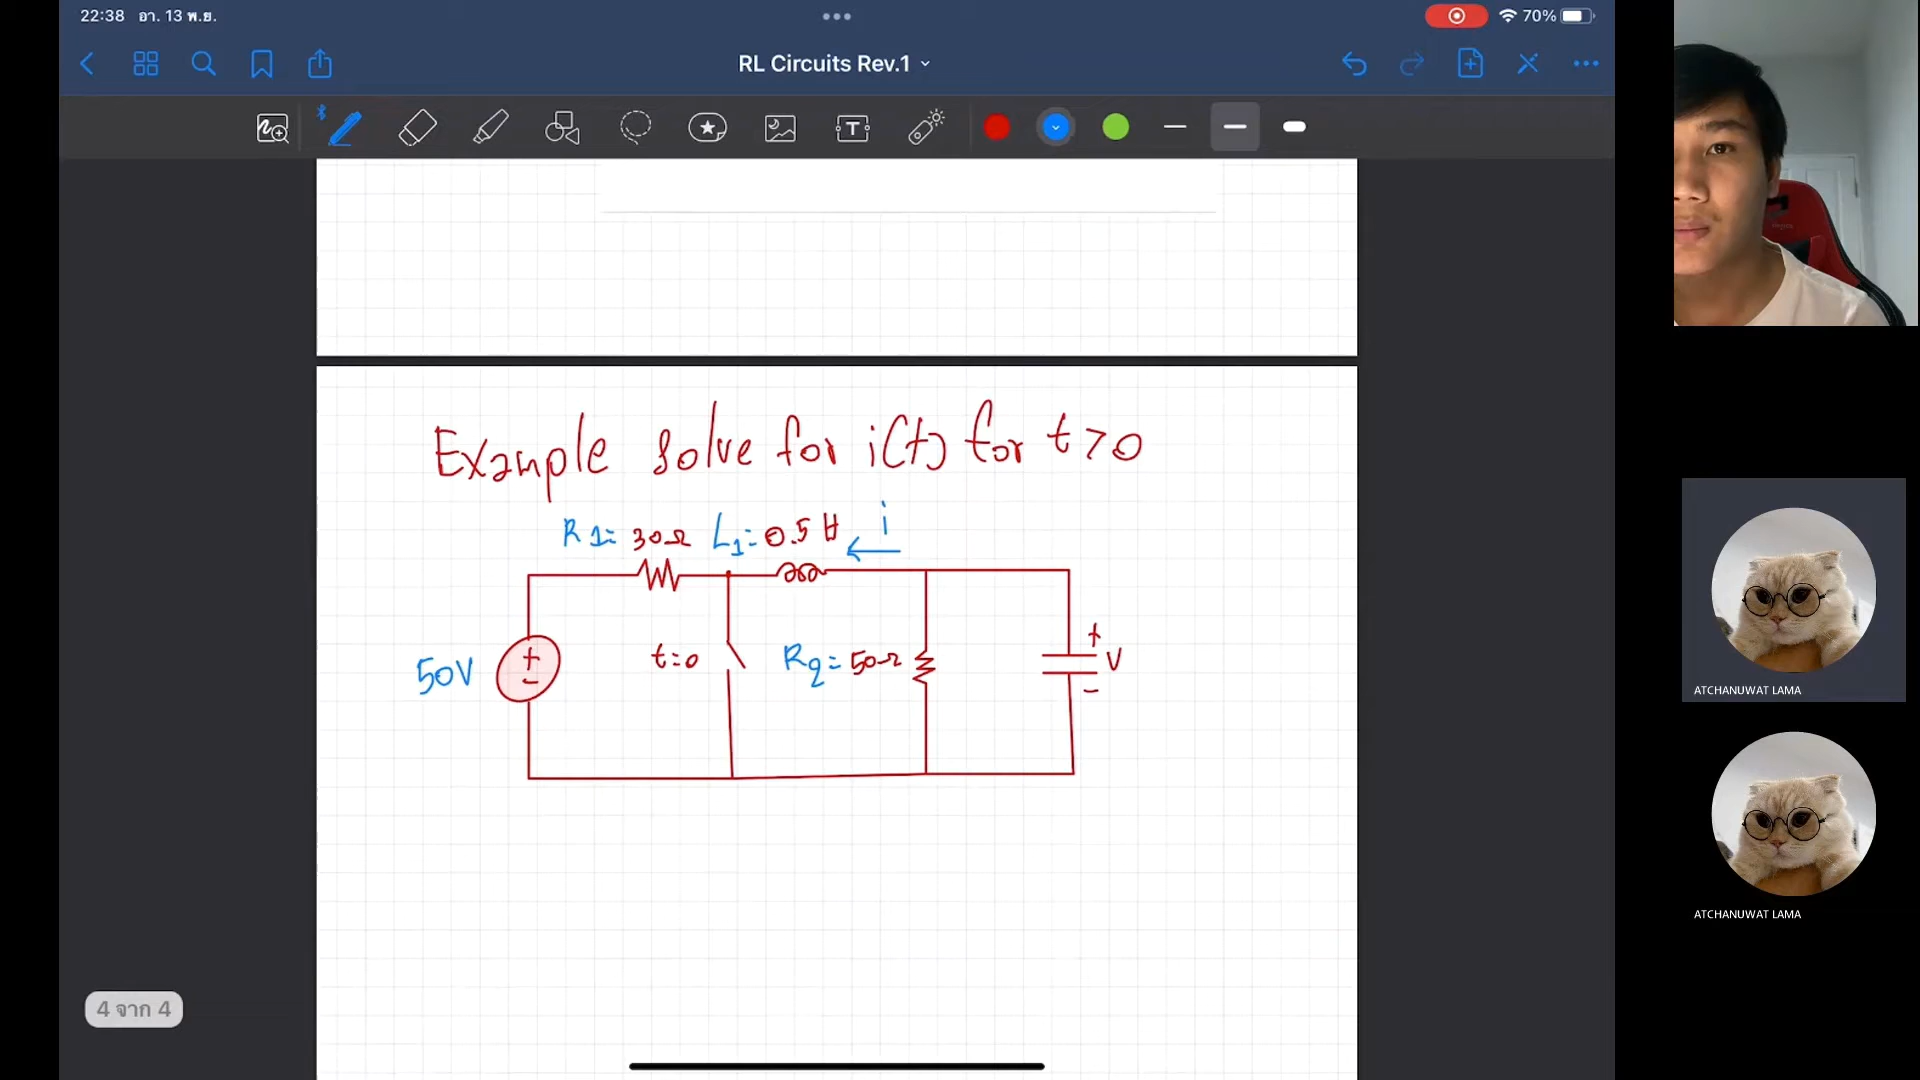 22:38 อา. 13 พ.ย.
70%
RL Circuits Rev.1
T
Example solve for i(t) for t>0
R1= 30Ω L1= 0.5 H i
50V + - t=0 R2= 50Ω + V -
ATCHANUWAT LAMA
ATCHANUWAT LAMA
4 จาก 4